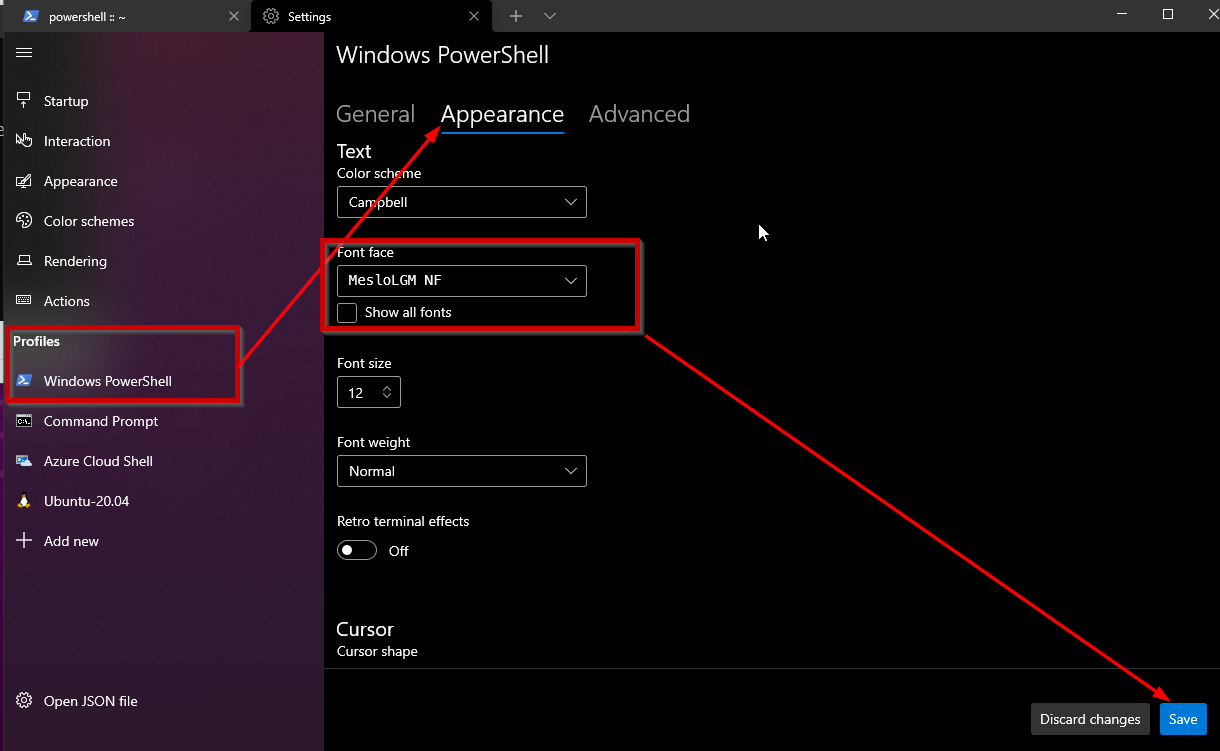 powershell :: ~
Settings
Startup
Interaction
Appearance
Color schemes
Rendering
Actions
Profiles
Windows PowerShell
Command Prompt
Azure Cloud Shell
Ubuntu-20.04
Add new
Open JSON file
Windows PowerShell
General Appearance Advanced
Text
Color scheme
Campbell
Font face
MesloLGM NF
Show all fonts
Font size
12
Font weight
Normal
Retro terminal effects
Off
Cursor
Cursor shape
Discard changes Save